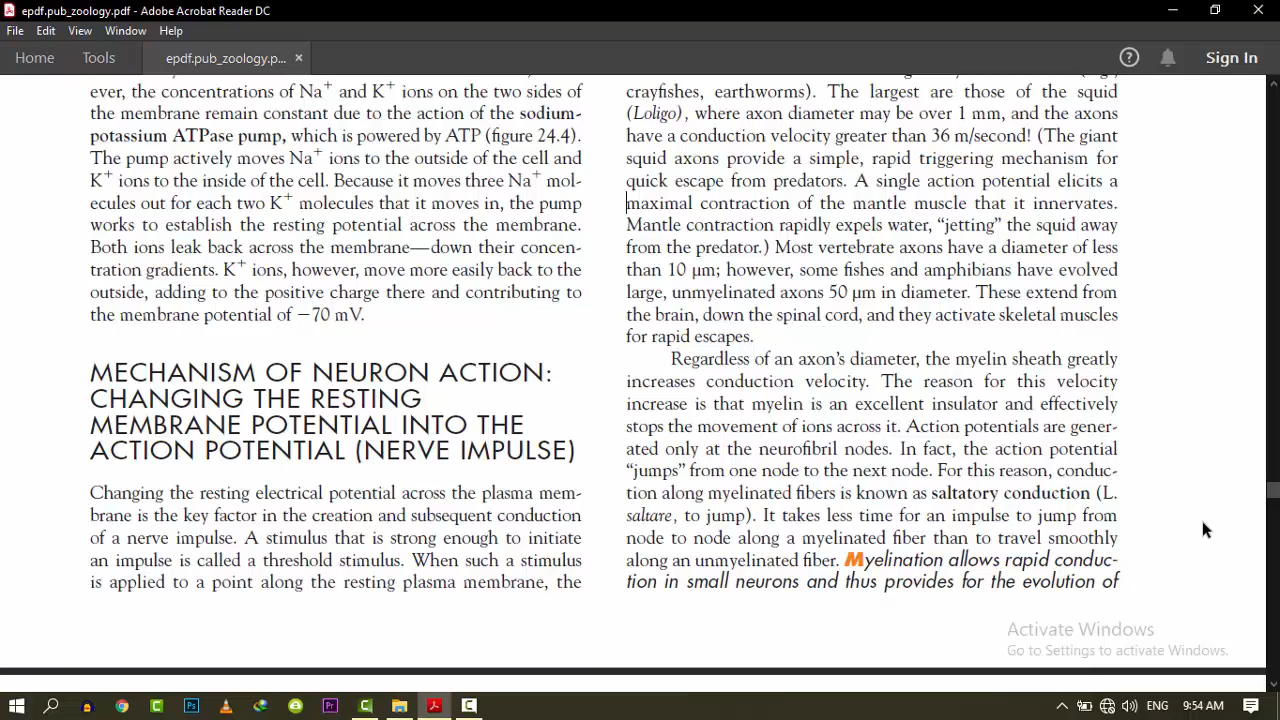 epdf.pub_zoology.pdf - Adobe Acrobat Reader DC
File Edit View Window Help
Home Tools epdf.pub_zoology.p... × Sign In
ever, the concentrations of Na+ and K+ ions on the two sides of
the membrane remain constant due to the action of the sodium-
potassium ATPase pump, which is powered by ATP (figure 24.4).
The pump actively moves Na+ ions to the outside of the cell and
K+ ions to the inside of the cell. Because it moves three Na+ mol-
ecules out for each two K+ molecules that it moves in, the pump
works to establish the resting potential across the membrane.
Both ions leak back across the membrane—down their concen-
tration gradients. K+ ions, however, move more easily back to the
outside, adding to the positive charge there and contributing to
the membrane potential of −70 mV.
MECHANISM OF NEURON ACTION:
CHANGING THE RESTING
MEMBRANE POTENTIAL INTO THE
ACTION POTENTIAL (NERVE IMPULSE)
Changing the resting electrical potential across the plasma mem-
brane is the key factor in the creation and subsequent conduction
of a nerve impulse. A stimulus that is strong enough to initiate
an impulse is called a threshold stimulus. When such a stimulus
is applied to a point along the resting plasma membrane, the
crayfishes, earthworms). The largest are those of the squid
(Loligo), where axon diameter may be over 1 mm, and the axons
have a conduction velocity greater than 36 m/second! (The giant
squid axons provide a simple, rapid triggering mechanism for
quick escape from predators. A single action potential elicits a
maximal contraction of the mantle muscle that it innervates.
Mantle contraction rapidly expels water, “jetting” the squid away
from the predator.) Most vertebrate axons have a diameter of less
than 10 μm; however, some fishes and amphibians have evolved
large, unmyelinated axons 50 μm in diameter. These extend from
the brain, down the spinal cord, and they activate skeletal muscles
for rapid escapes.
Regardless of an axon’s diameter, the myelin sheath greatly
increases conduction velocity. The reason for this velocity
increase is that myelin is an excellent insulator and effectively
stops the movement of ions across it. Action potentials are gener-
ated only at the neurofibril nodes. In fact, the action potential
“jumps” from one node to the next node. For this reason, conduc-
tion along myelinated fibers is known as saltatory conduction (L.
saltare, to jump). It takes less time for an impulse to jump from
node to node along a myelinated fiber than to travel smoothly
along an unmyelinated fiber. Myelination allows rapid conduc-
tion in small neurons and thus provides for the evolution of
Activate Windows
Go to Settings to activate Windows.
ENG 9:54 AM